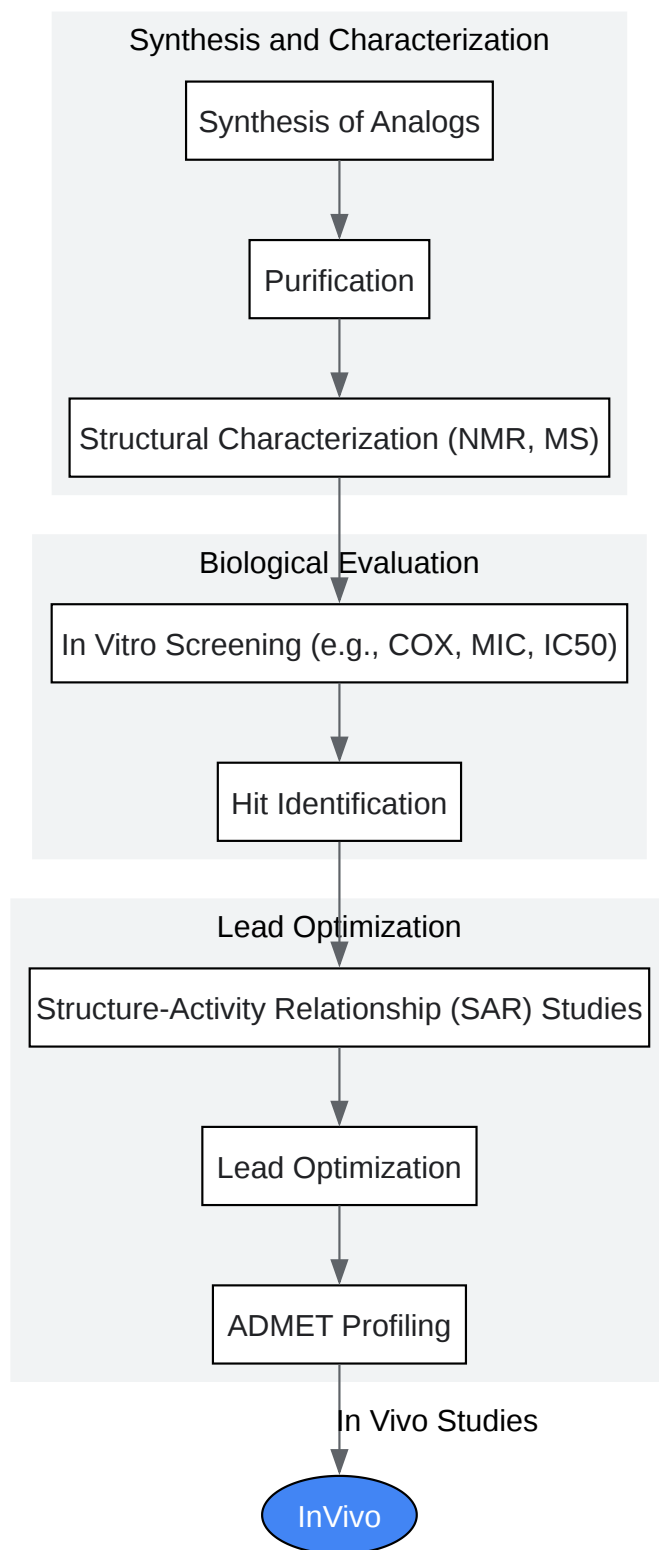 Synthesis and Characterization
Synthesis of Analogs
Purification
Structural Characterization (NMR, MS)
Biological Evaluation
In Vitro Screening (e.g., COX, MIC, IC50)
Hit Identification
Lead Optimization
Structure-Activity Relationship (SAR) Studies
Lead Optimization
ADMET Profiling
In Vivo Studies
InVivo